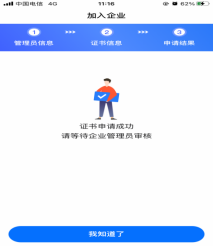 中国电信 4G 11:16 62%
加入企业
1 2 3
管理员信息 证书信息 申请结果
证书申请成功
请等待企业管理员审核
我知道了